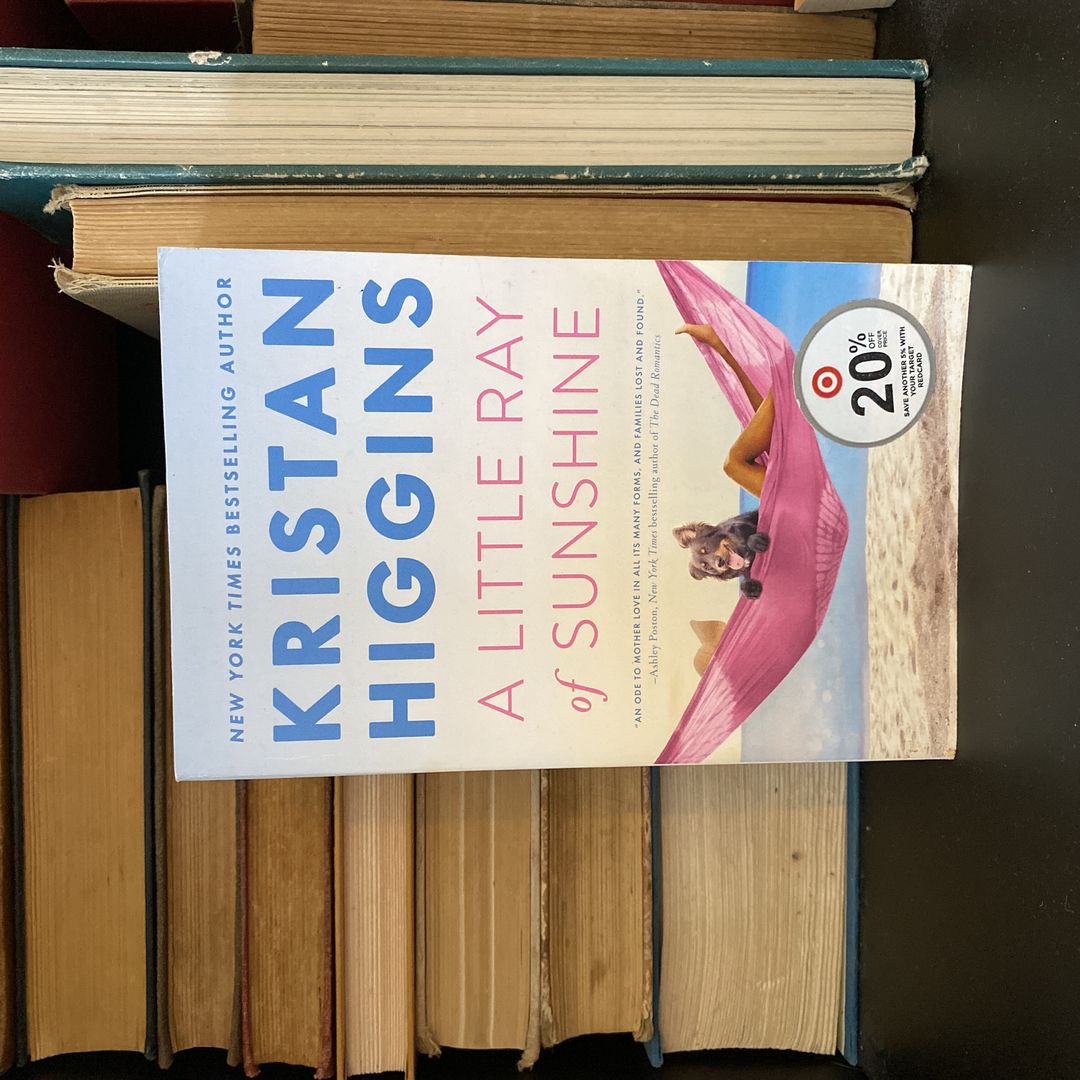 NEW YORK TIMES BESTSELLING AUTHOR
KRISTAN
HIGGINS
A LITTLE RAY
of SUNSHINE
"AN ODE TO MOTHER LOVE IN ALL ITS MANY FORMS, AND FAMILIES LOST AND FOUND."
—Ashley Poston, New York Times bestselling author of The Dead Romantics
20% OFF
COVER
PRICE
SAVE ANOTHER 5% WITH
YOUR TARGET
REDCARD